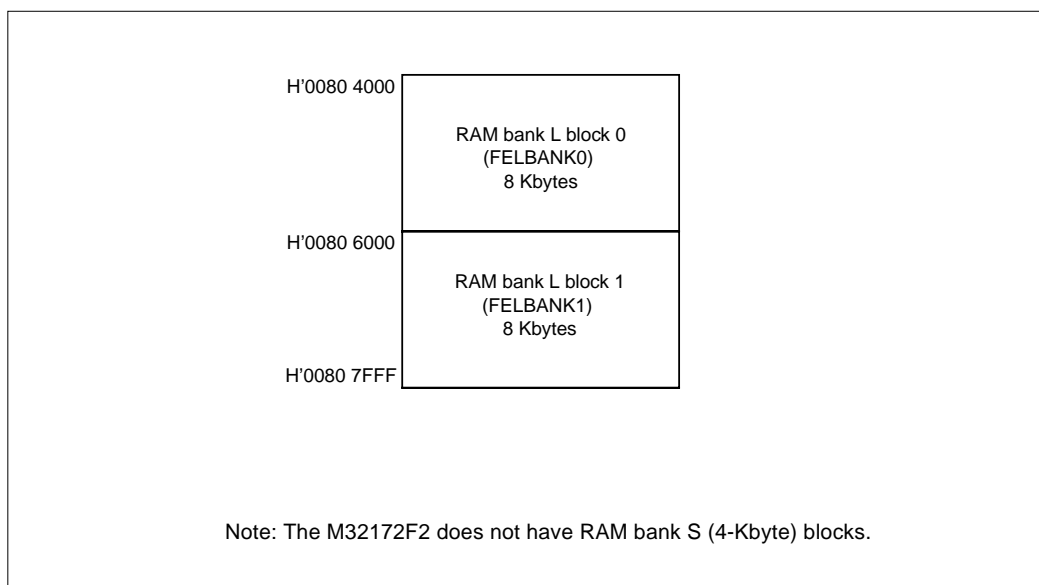 H'0080 4000
RAM bank L block 0
(FELBANK0)
8 Kbytes
H'0080 6000
RAM bank L block 1
(FELBANK1)
8 Kbytes
H'0080 7FFF
Note: The M32172F2 does not have RAM bank S (4-Kbyte) blocks.